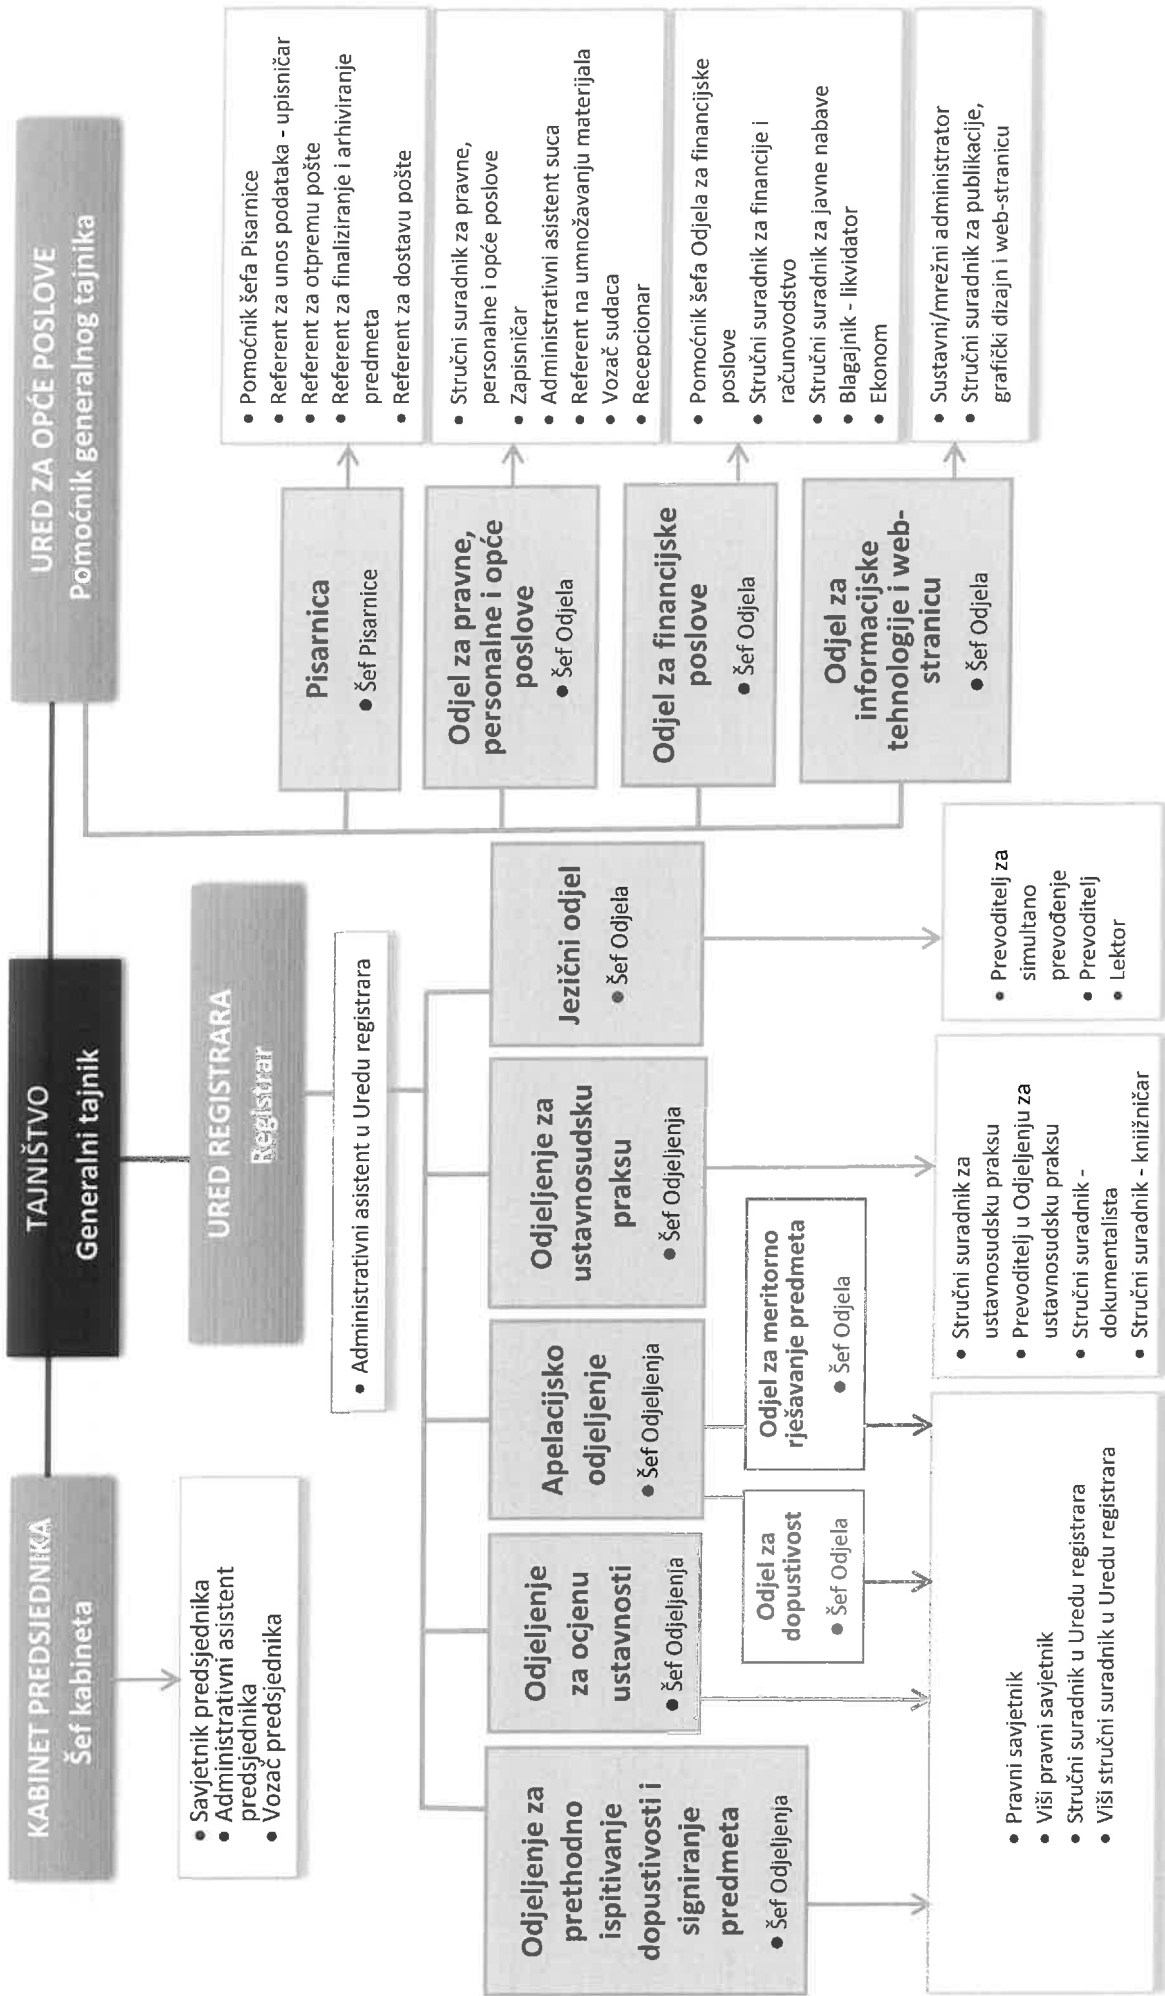 KABINET PREDSJEDNIKA
Šef kabineta
• Savjetnik predsjednika
• Administrativni asistent
predsjednika
• Vozač predsjednika
TAJNIŠTVO
Generalni tajnik
URED REGISTRARA
Registrar
• Administrativni asistent u Uredu registrara
Odjeljenje za
prethodno
ispitivanje
dopustivosti i
signiranje
predmeta
• Šef Odjeljenja
Odjeljenje
za ocjenu
ustavnosti
• Šef Odjeljenja
Apelacijsko
odjeljenje
• Šef Odjeljenja
Odjel za
dopustivost
• Šef Odjela
Odjel za meritorno
rješavanje predmeta
• Šef Odjela
• Pravni savjetnik
• Viši pravni savjetnik
• Stručni suradnik u Uredu registrara
• Viši stručni suradnik u Uredu registrara
Odjeljenje za
ustavnosudsku
praksu
• Šef Odjeljenja
• Stručni suradnik za
ustavnosudsku praksu
• Prevoditelj u Odjeljenju za
ustavnosudsku praksu
• Stručni suradnik -
dokumentalista
• Stručni suradnik - knjižničar
Jezični odjel
• Šef Odjela
• Prevoditelj za
simultano
prevođenje
• Prevoditelj
• Lektor
URED ZA OPĆE POSLOVE
Pomoćnik generalnog tajnika
Pisarnica
• Šef Pisarnice
• Pomoćnik šefa Pisarnice
• Referent za unos podataka - upisničar
• Referent za otpremu pošte
• Referent za finaliziranje i arhiviranje
predmeta
• Referent za dostavu pošte
Odjel za pravne,
personalne i opće
poslove
• Šef Odjela
• Stručni suradnik za pravne,
personalne i opće poslove
• Zapisničar
• Administrativni asistent suca
• Referent na umnožavanju materijala
• Vozač sudaca
• Recepcionar
Odjel za financijske
poslove
• Šef Odjela
• Pomoćnik šefa Odjela za financijske
poslove
• Stručni suradnik za financije i
računovodstvo
• Stručni suradnik za javne nabave
• Blagajnik - likvidator
• Ekonom
Odjel za
informacijske
tehnologije i web-
stranicu
• Šef Odjela
• Sustavni/mrežni administrator
• Stručni suradnik za publikacije,
grafički dizajn i web-stranicu